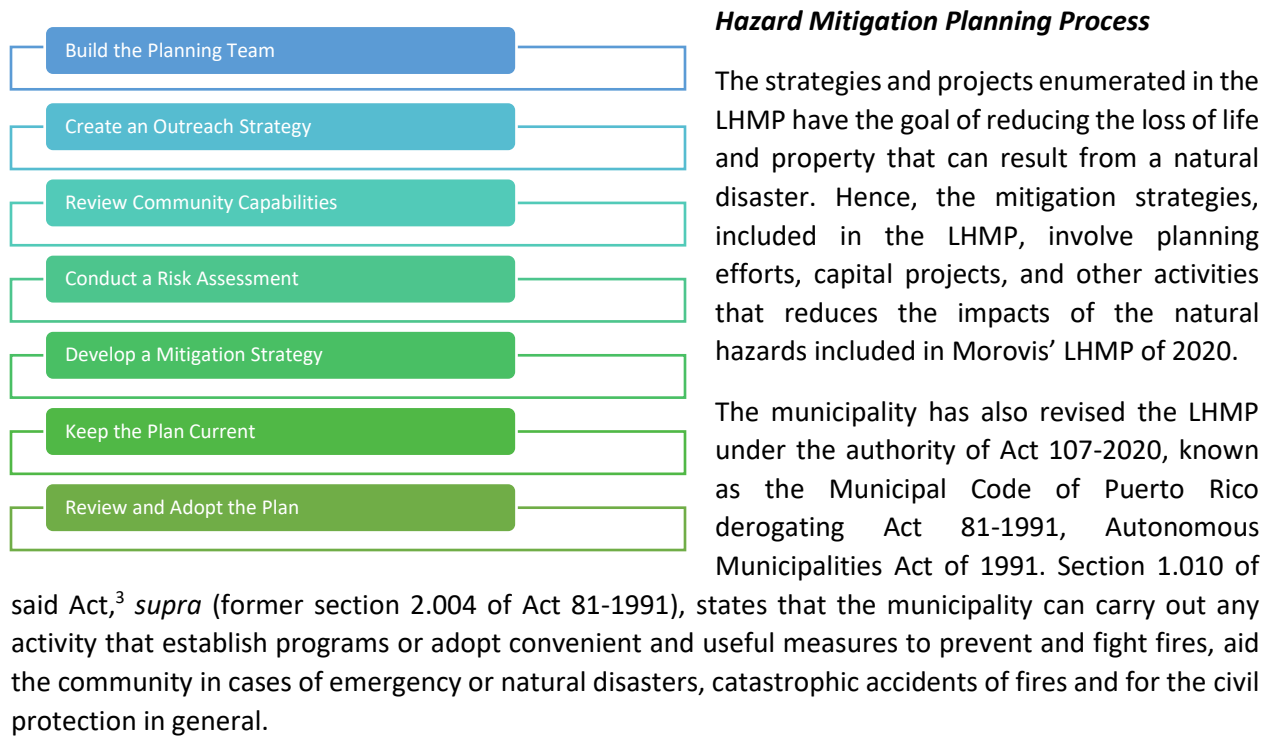 Build the Planning Team
Create an Outreach Strategy
Review Community Capabilities
Conduct a Risk Assessment
Develop a Mitigation Strategy
Keep the Plan Current
Review and Adopt the Plan
Hazard Mitigation Planning Process
The strategies and projects enumerated in the
LHMP have the goal of reducing the loss of life
and property that can result from a natural
disaster. Hence, the mitigation strategies,
included in the LHMP, involve planning
efforts, capital projects, and other activities
that reduces the impacts of the natural
hazards included in Morovis’ LHMP of 2020.
The municipality has also revised the LHMP
under the authority of Act 107-2020, known
as the Municipal Code of Puerto Rico
derogating Act 81-1991, Autonomous
Municipalities Act of 1991. Section 1.010 of
said Act,³ supra (former section 2.004 of Act 81-1991), states that the municipality can carry out any
activity that establish programs or adopt convenient and useful measures to prevent and fight fires, aid
the community in cases of emergency or natural disasters, catastrophic accidents of fires and for the civil
protection in general.